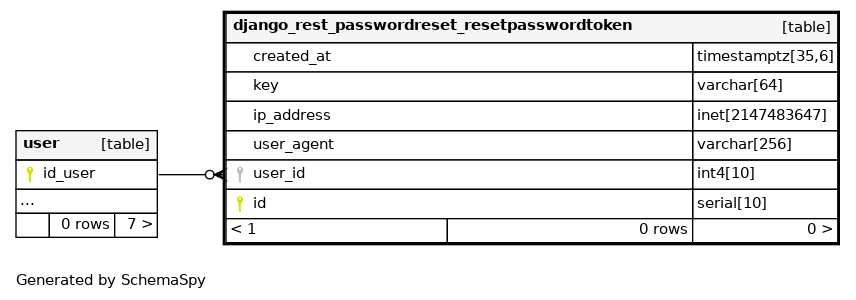 django_rest_passwordreset_resetpasswordtoken [table]
created_at timestamptz[35,6]
key varchar[64]
ip_address inet[2147483647]
user_agent varchar[256]
user_id int4[10]
id serial[10]
< 1 0 rows 0 >
user [table]
id_user
...
0 rows 7 >
Generated by SchemaSpy